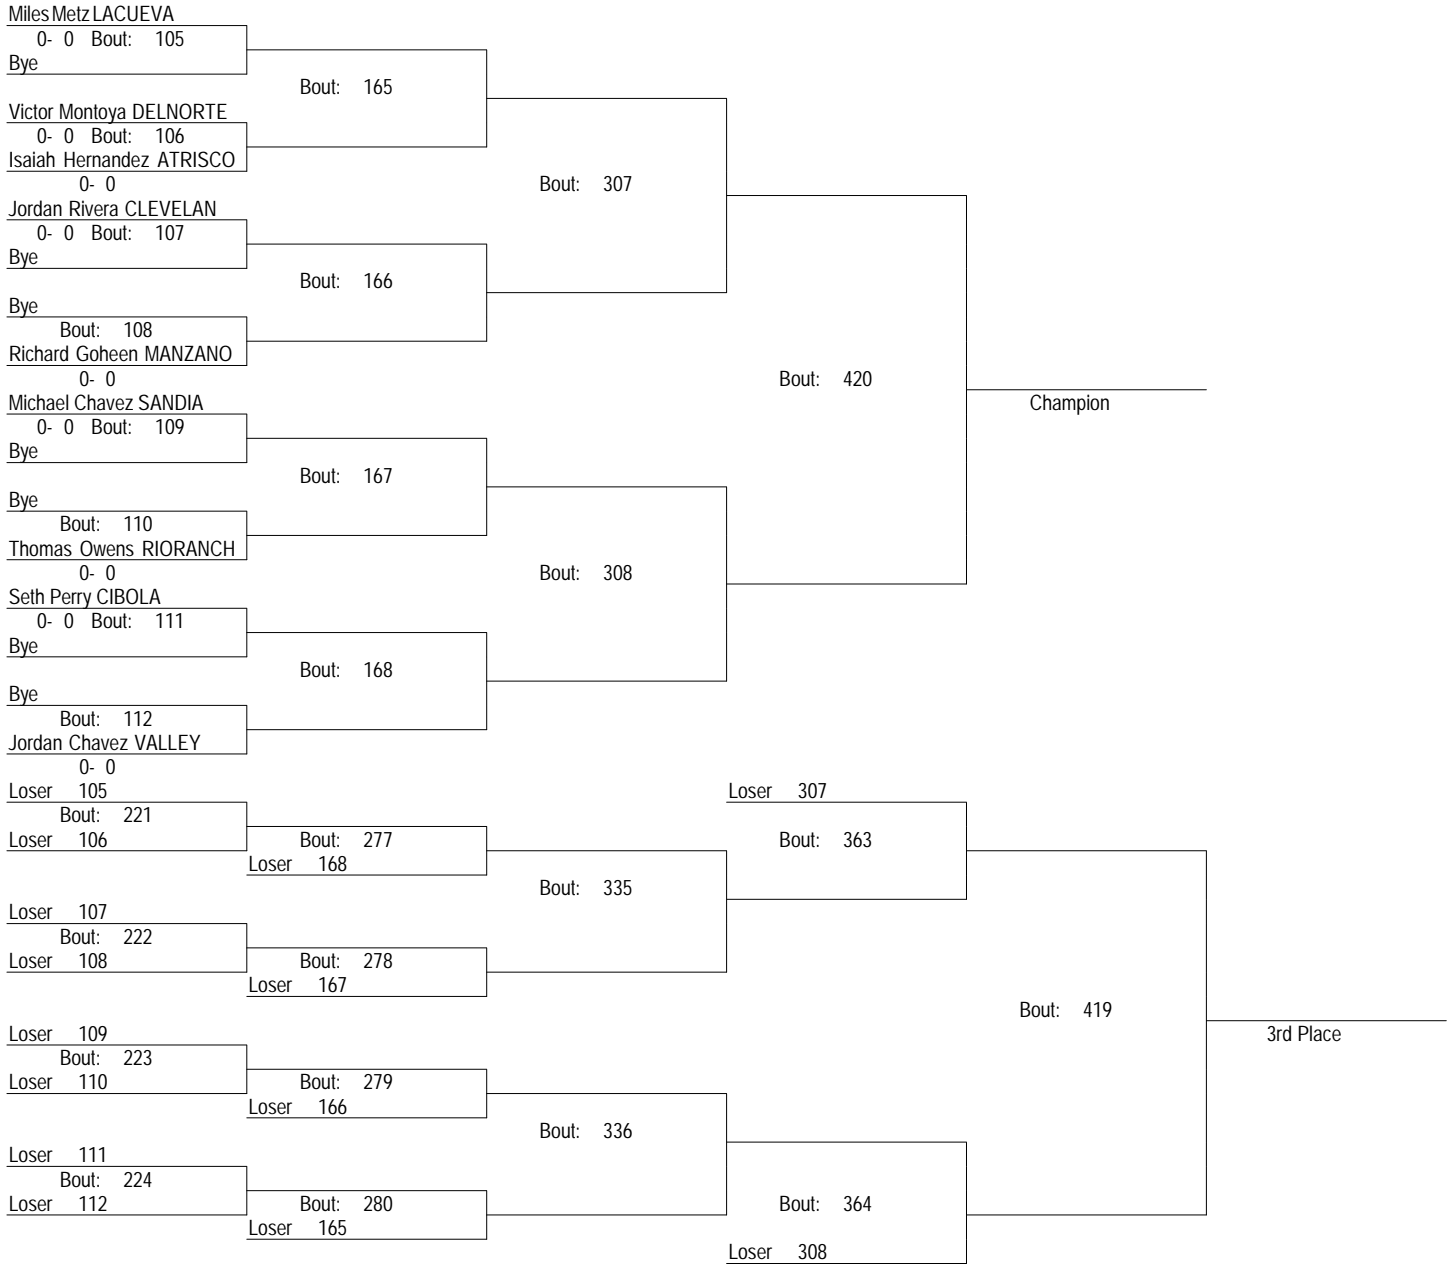 Miles Metz LACUEVA
0- 0 Bout: 105
Bye
Bout: 165
Victor Montoya DELNORTE
0- 0 Bout: 106
Isaiah Hernandez ATRISCO
0- 0
Bout: 307
Jordan Rivera CLEVELAN
0- 0 Bout: 107
Bye
Bout: 166
Bye
Bout: 108
Richard Goheen MANZANO
0- 0
Bout: 420
Michael Chavez SANDIA
Champion
0- 0 Bout: 109
Bye
Bout: 167
Bye
Bout: 110
Thomas Owens RIORANCH
0- 0
Bout: 308
Seth Perry CIBOLA
0- 0 Bout: 111
Bye
Bout: 168
Bye
Bout: 112
Jordan Chavez VALLEY
0- 0
Loser 105
Loser 307
Bout: 221
Loser 106
Bout: 277
Bout: 363
Loser 168
Bout: 335
Loser 107
Bout: 222
Loser 108
Bout: 278
Loser 167
Bout: 419
Loser 109
3rd Place
Bout: 223
Loser 110
Bout: 279
Loser 166
Bout: 336
Loser 111
Bout: 224
Loser 112
Bout: 280
Bout: 364
Loser 165
Loser 308